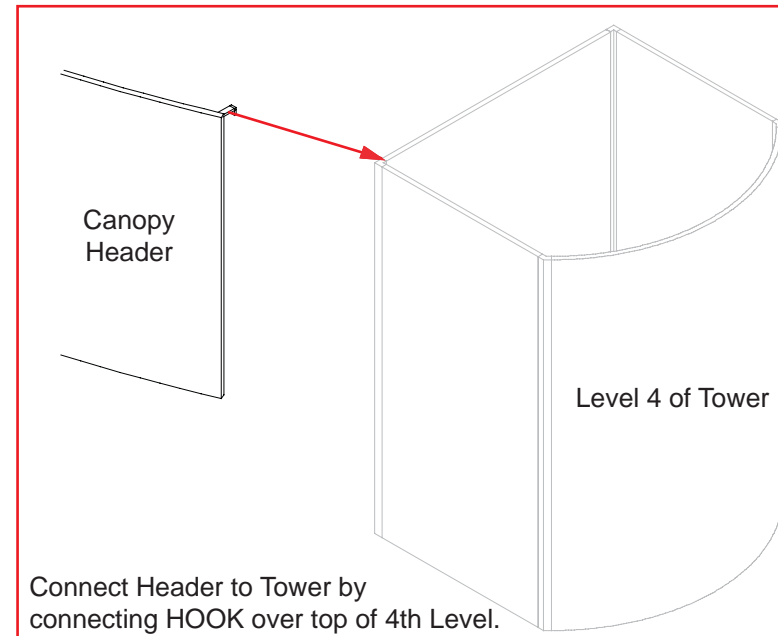 Canopy
Header
Level 4 of Tower
Connect Header to Tower by
connecting HOOK over top of 4th Level.